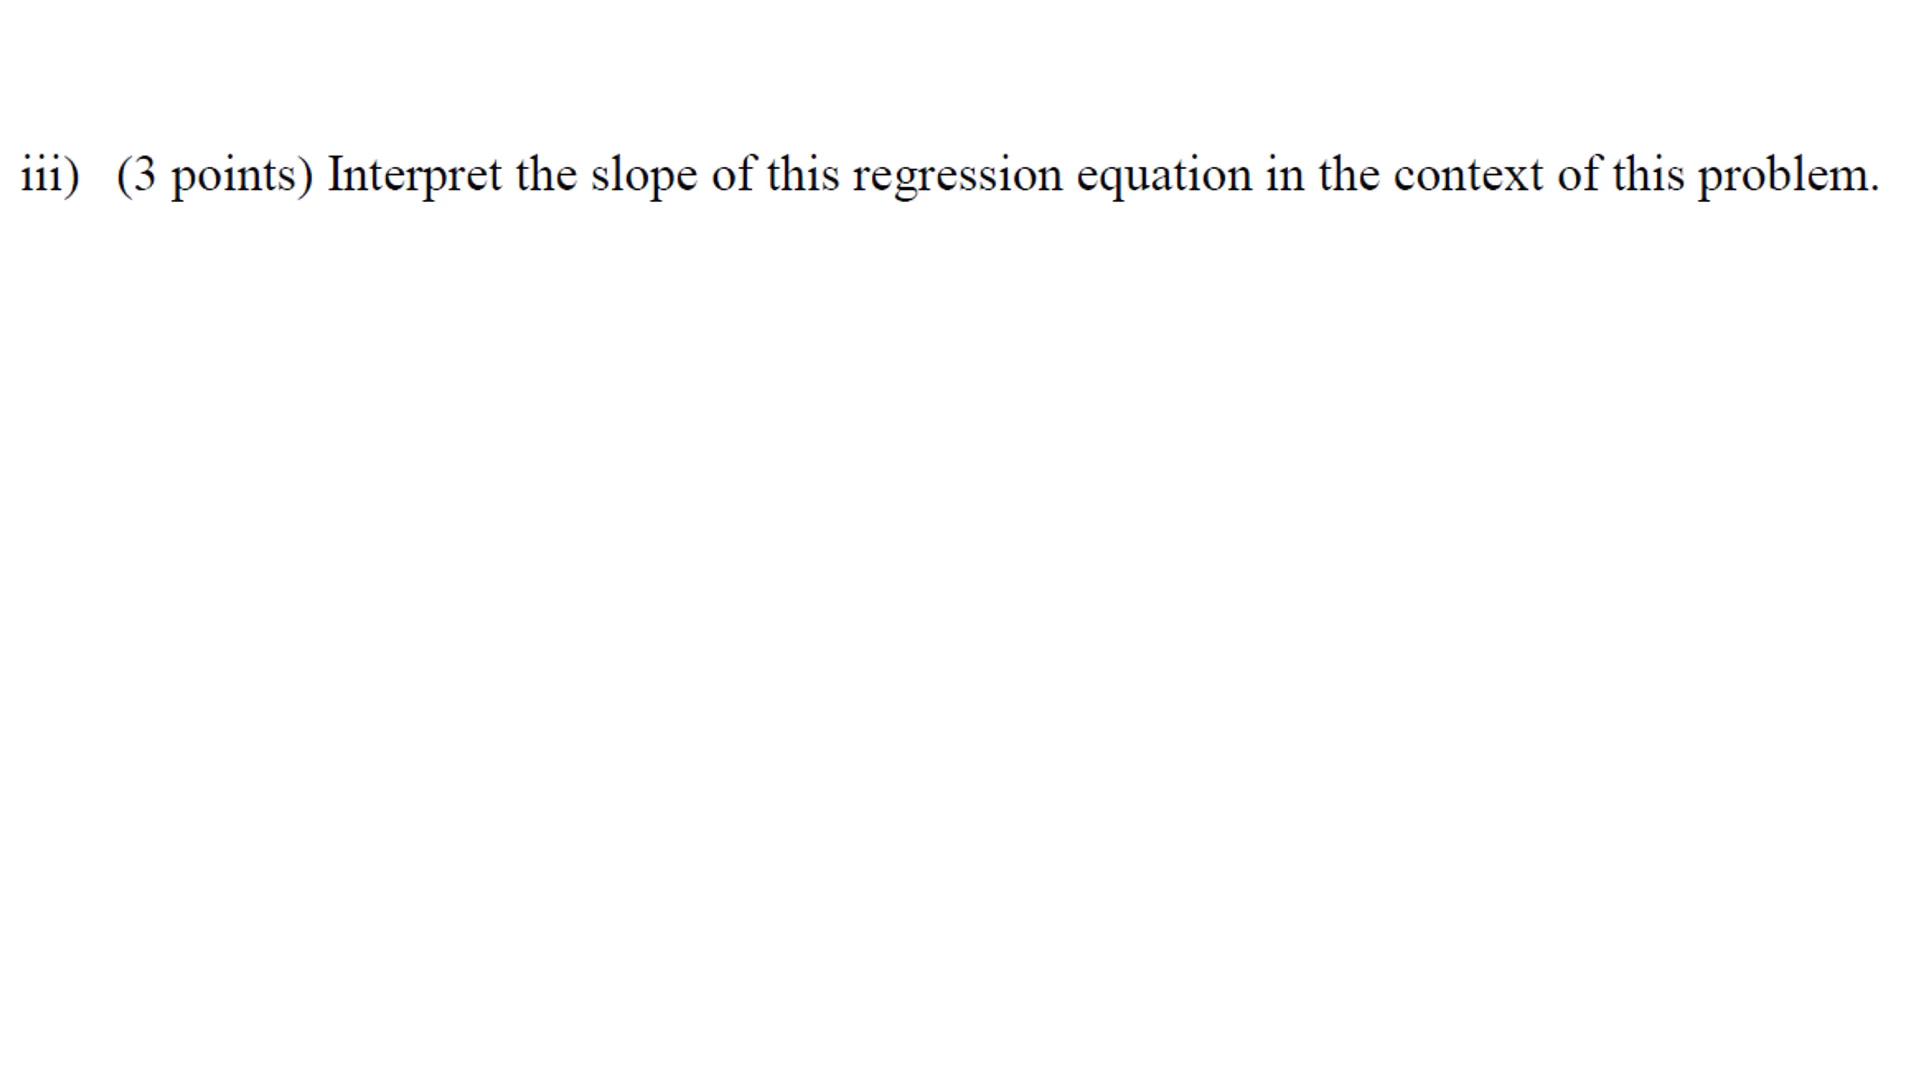 iii) (3 points) Interpret the slope of this regression equation in the context of this problem.